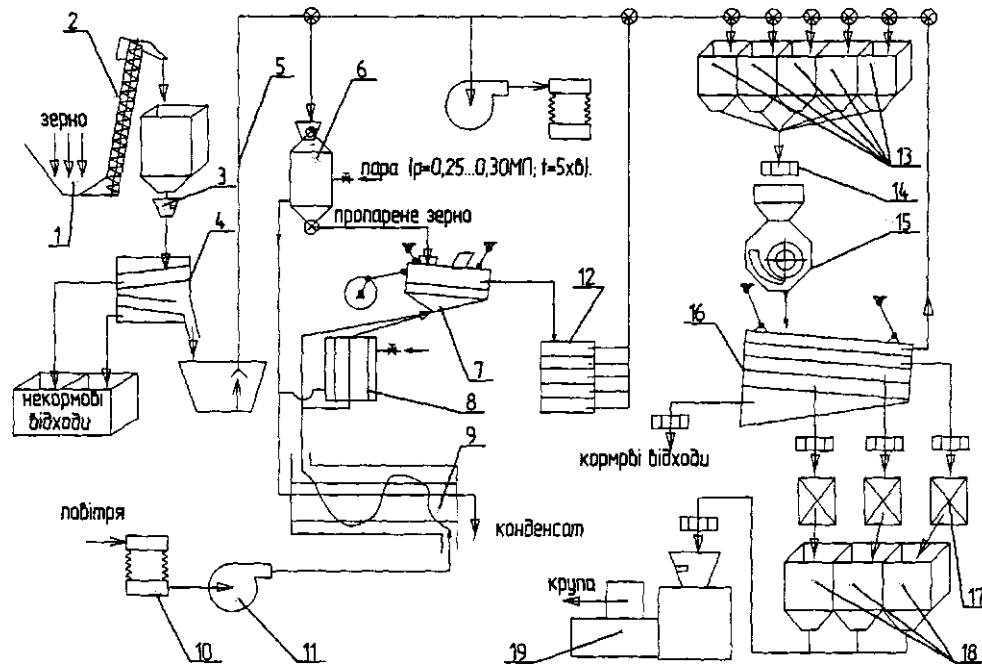 2
зерно
1
3
4
5
6
пара (р=0,25...0,30МП; t=5хв).
пропарене зерно
7
8
9
12
13
14
15
16
некормові
відходи
кормрві відходи
повітря
конденсат
крупа
10
11
17
18
19